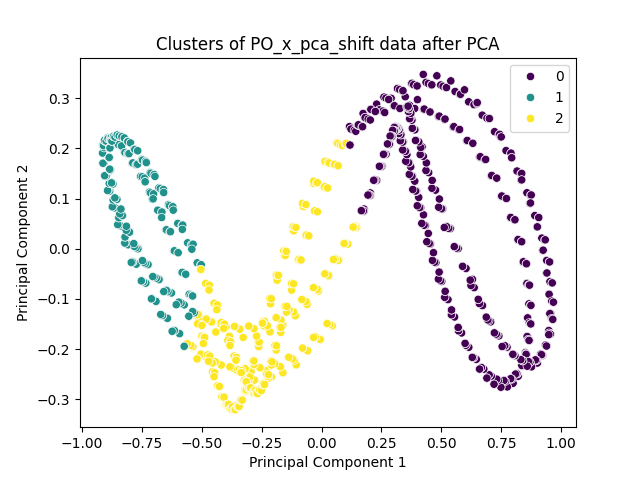 Clusters of PO_x_pca_shift data after PCA
0
1
2
Principal Component 2
0.3
0.2
0.1
0.0
−0.1
−0.2
−0.3
−1.00 −0.75 −0.50 −0.25 0.00 0.25 0.50 0.75 1.00
Principal Component 1